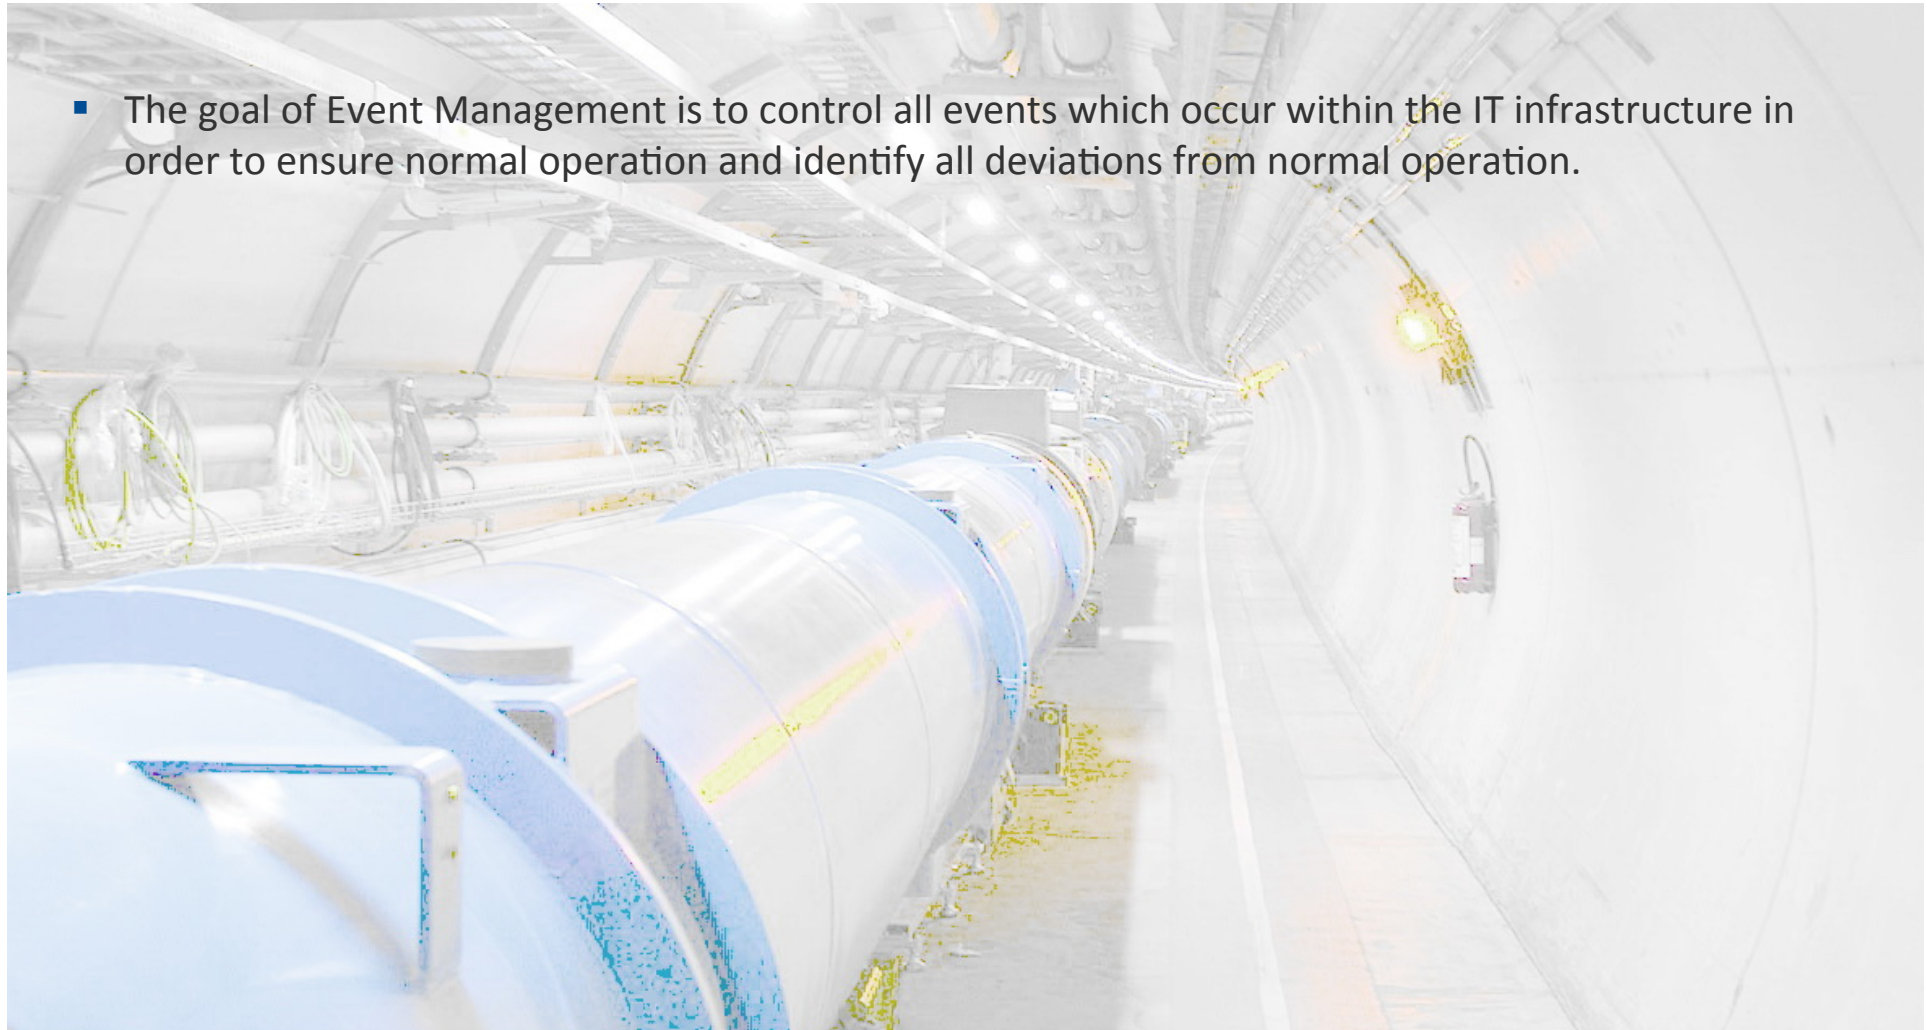 ▪ The goal of Event Management is to control all events which occur within the IT infrastructure in
order to ensure normal operation and identify all deviations from normal operation.